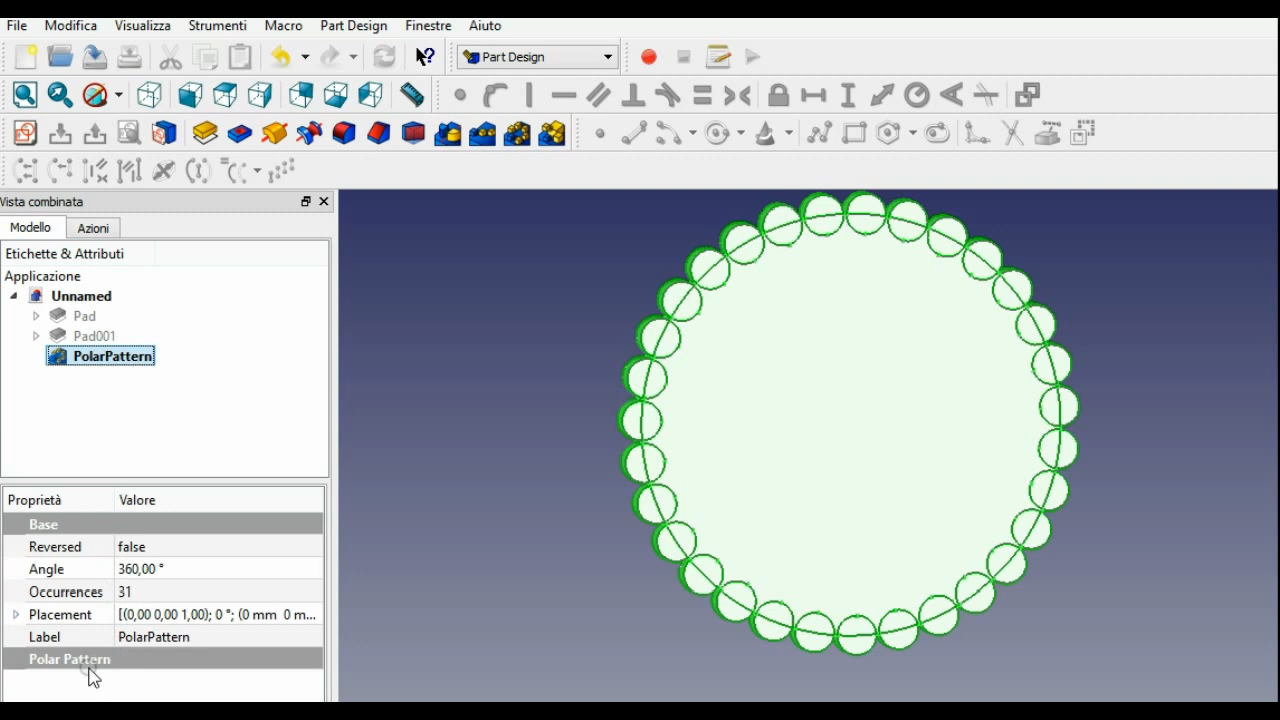 File Modifica Visualizza Strumenti Macro Part Design Finestre Aiuto
Part Design
Vista combinata
Modello Azioni
Etichette & Attributi
Applicazione
Unnamed
Pad
Pad001
PolarPattern
Proprietà Valore
Base
Reversed false
Angle 360,00 °
Occurrences 31
Placement [(0,00 0,00 1,00); 0 °; (0 mm 0 m...
Label PolarPattern
Polar Pattern